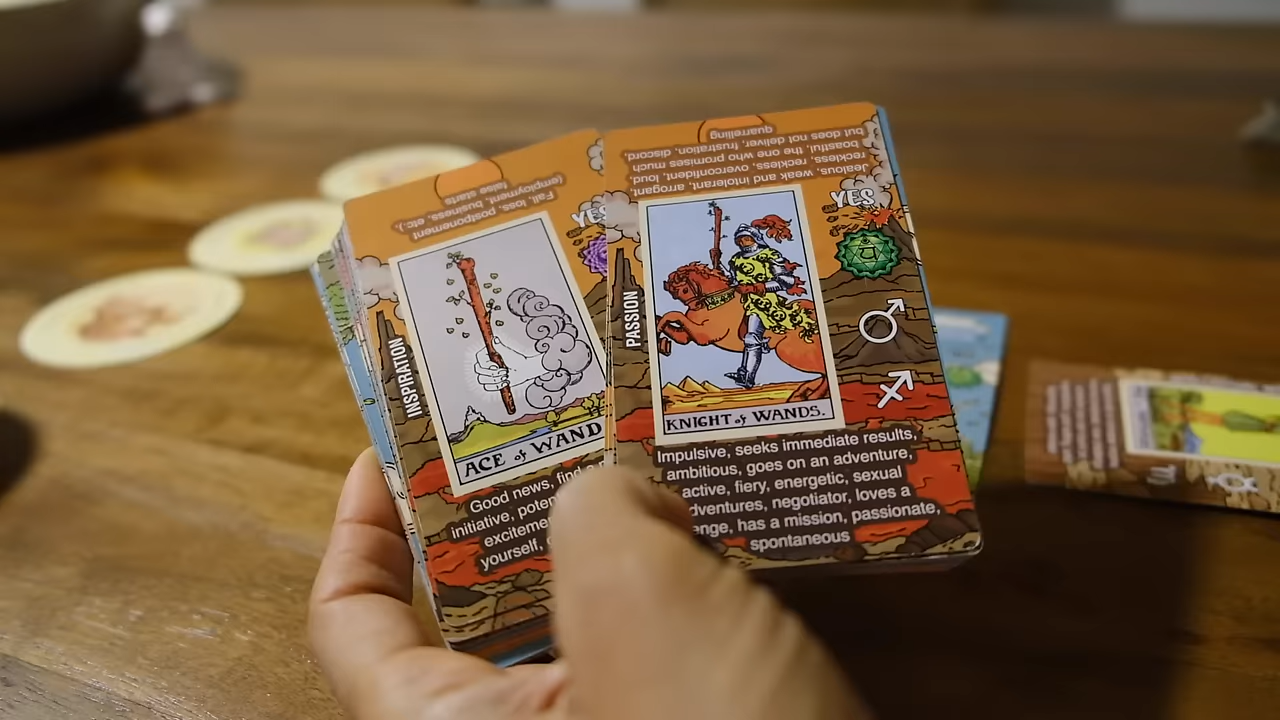 Fall, loss, postponement
(employment, business, etc.),
false starts
YES
INSPIRATION
ACE of WAND
Good news, find
initiative,
yourself,
Jealous, weak and intolerant, arrogant,
reckless, reckless, overconfident, loud,
boastful, the one who promises much
but does not deliver, frustration, discord,
quarrelling
YES
PASSION
KNIGHT of WANDS.
Impulsive, seeks immediate results,
ambitious, goes on an adventure,
active, fiery, energetic, sexual
dventures, negotiator, loves a
enge, has a mission, passionate,
spontaneous